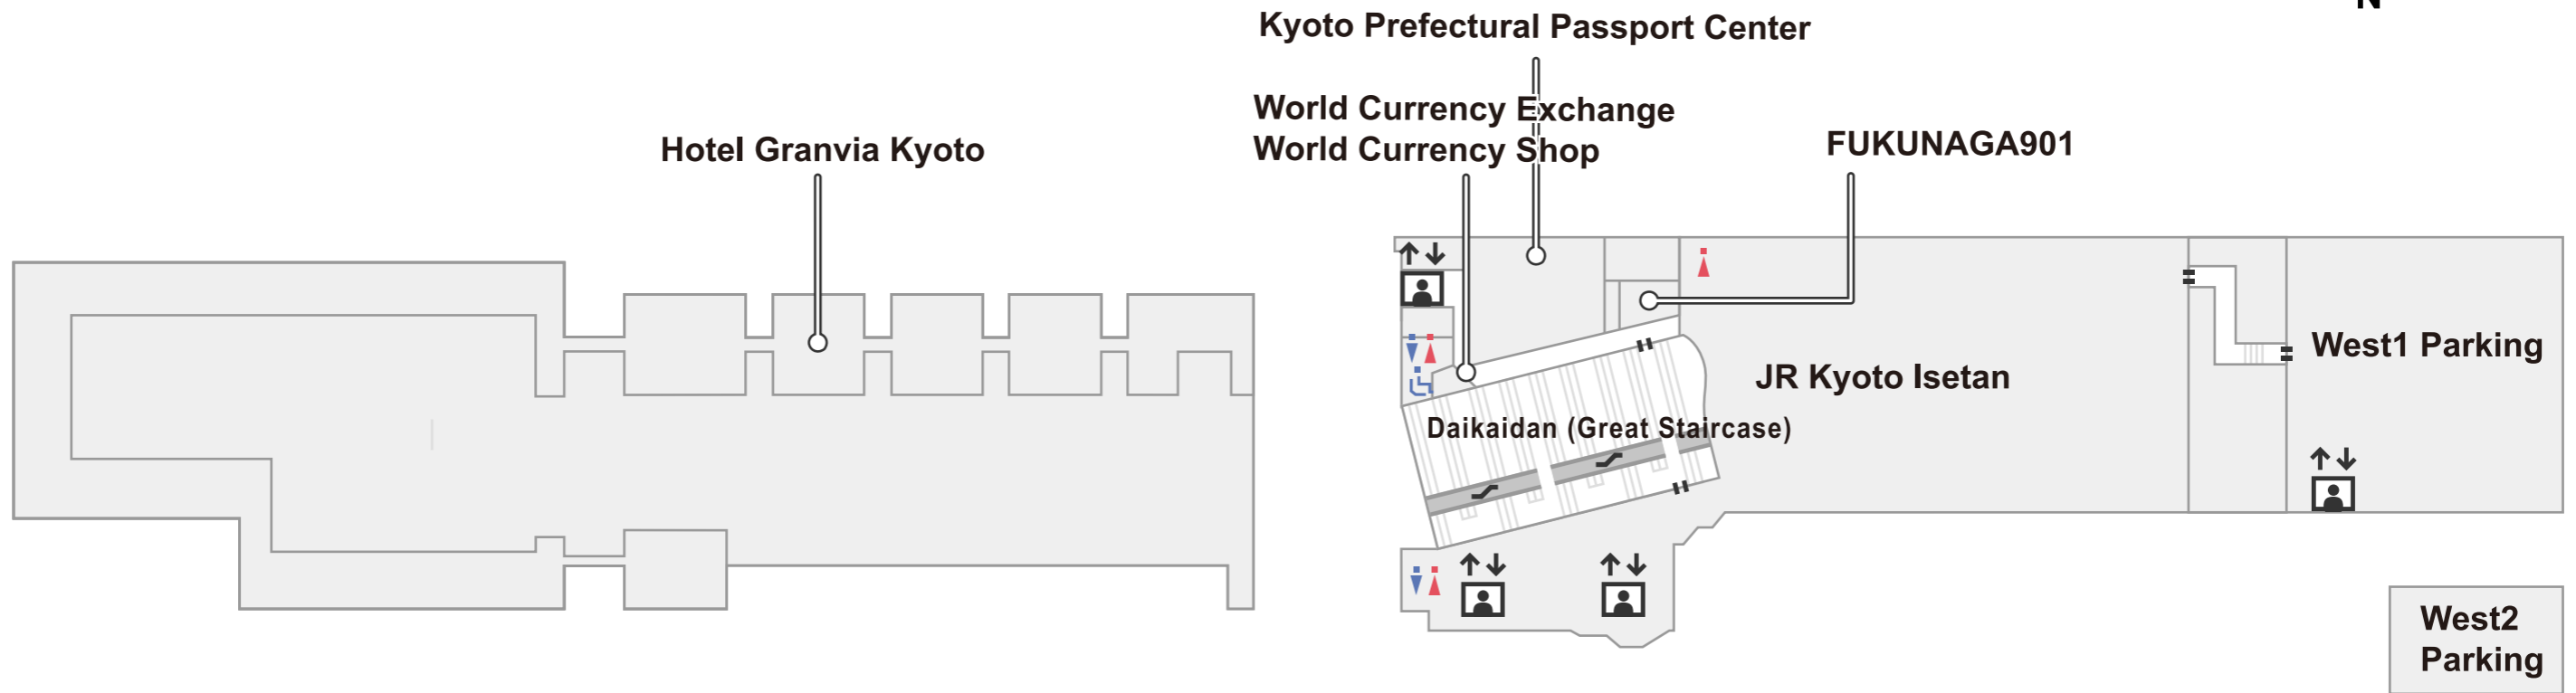 N
Kyoto Prefectural Passport Center
World Currency Exchange
World Currency Shop
Hotel Granvia Kyoto
FUKUNAGA901
West1 Parking
JR Kyoto Isetan
Daikaidan (Great Staircase)
West2
Parking